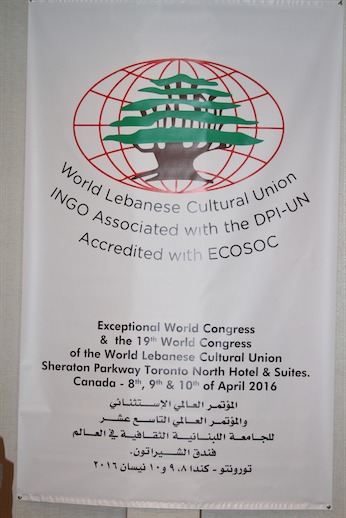 World Lebanese Cultural Union
INGO Associated with the DPI-UN
Accredited with ECOSOC
Exceptional World Congress
& the 19th World Congress
of the World Lebanese Cultural Union
Sheraton Parkway Toronto North Hotel & Suites.
Canada - 8th, 9th & 10th of April 2016
المؤتمر العالمي الإستثنائي
والمؤتمر العالمي التاسع عشر
للجامعة اللبنانية الثقافية في العالم
فندق الشيراتون.
تورونتو - كندا ٨، ٩ و ١٠ نيسان ٢٠١٦